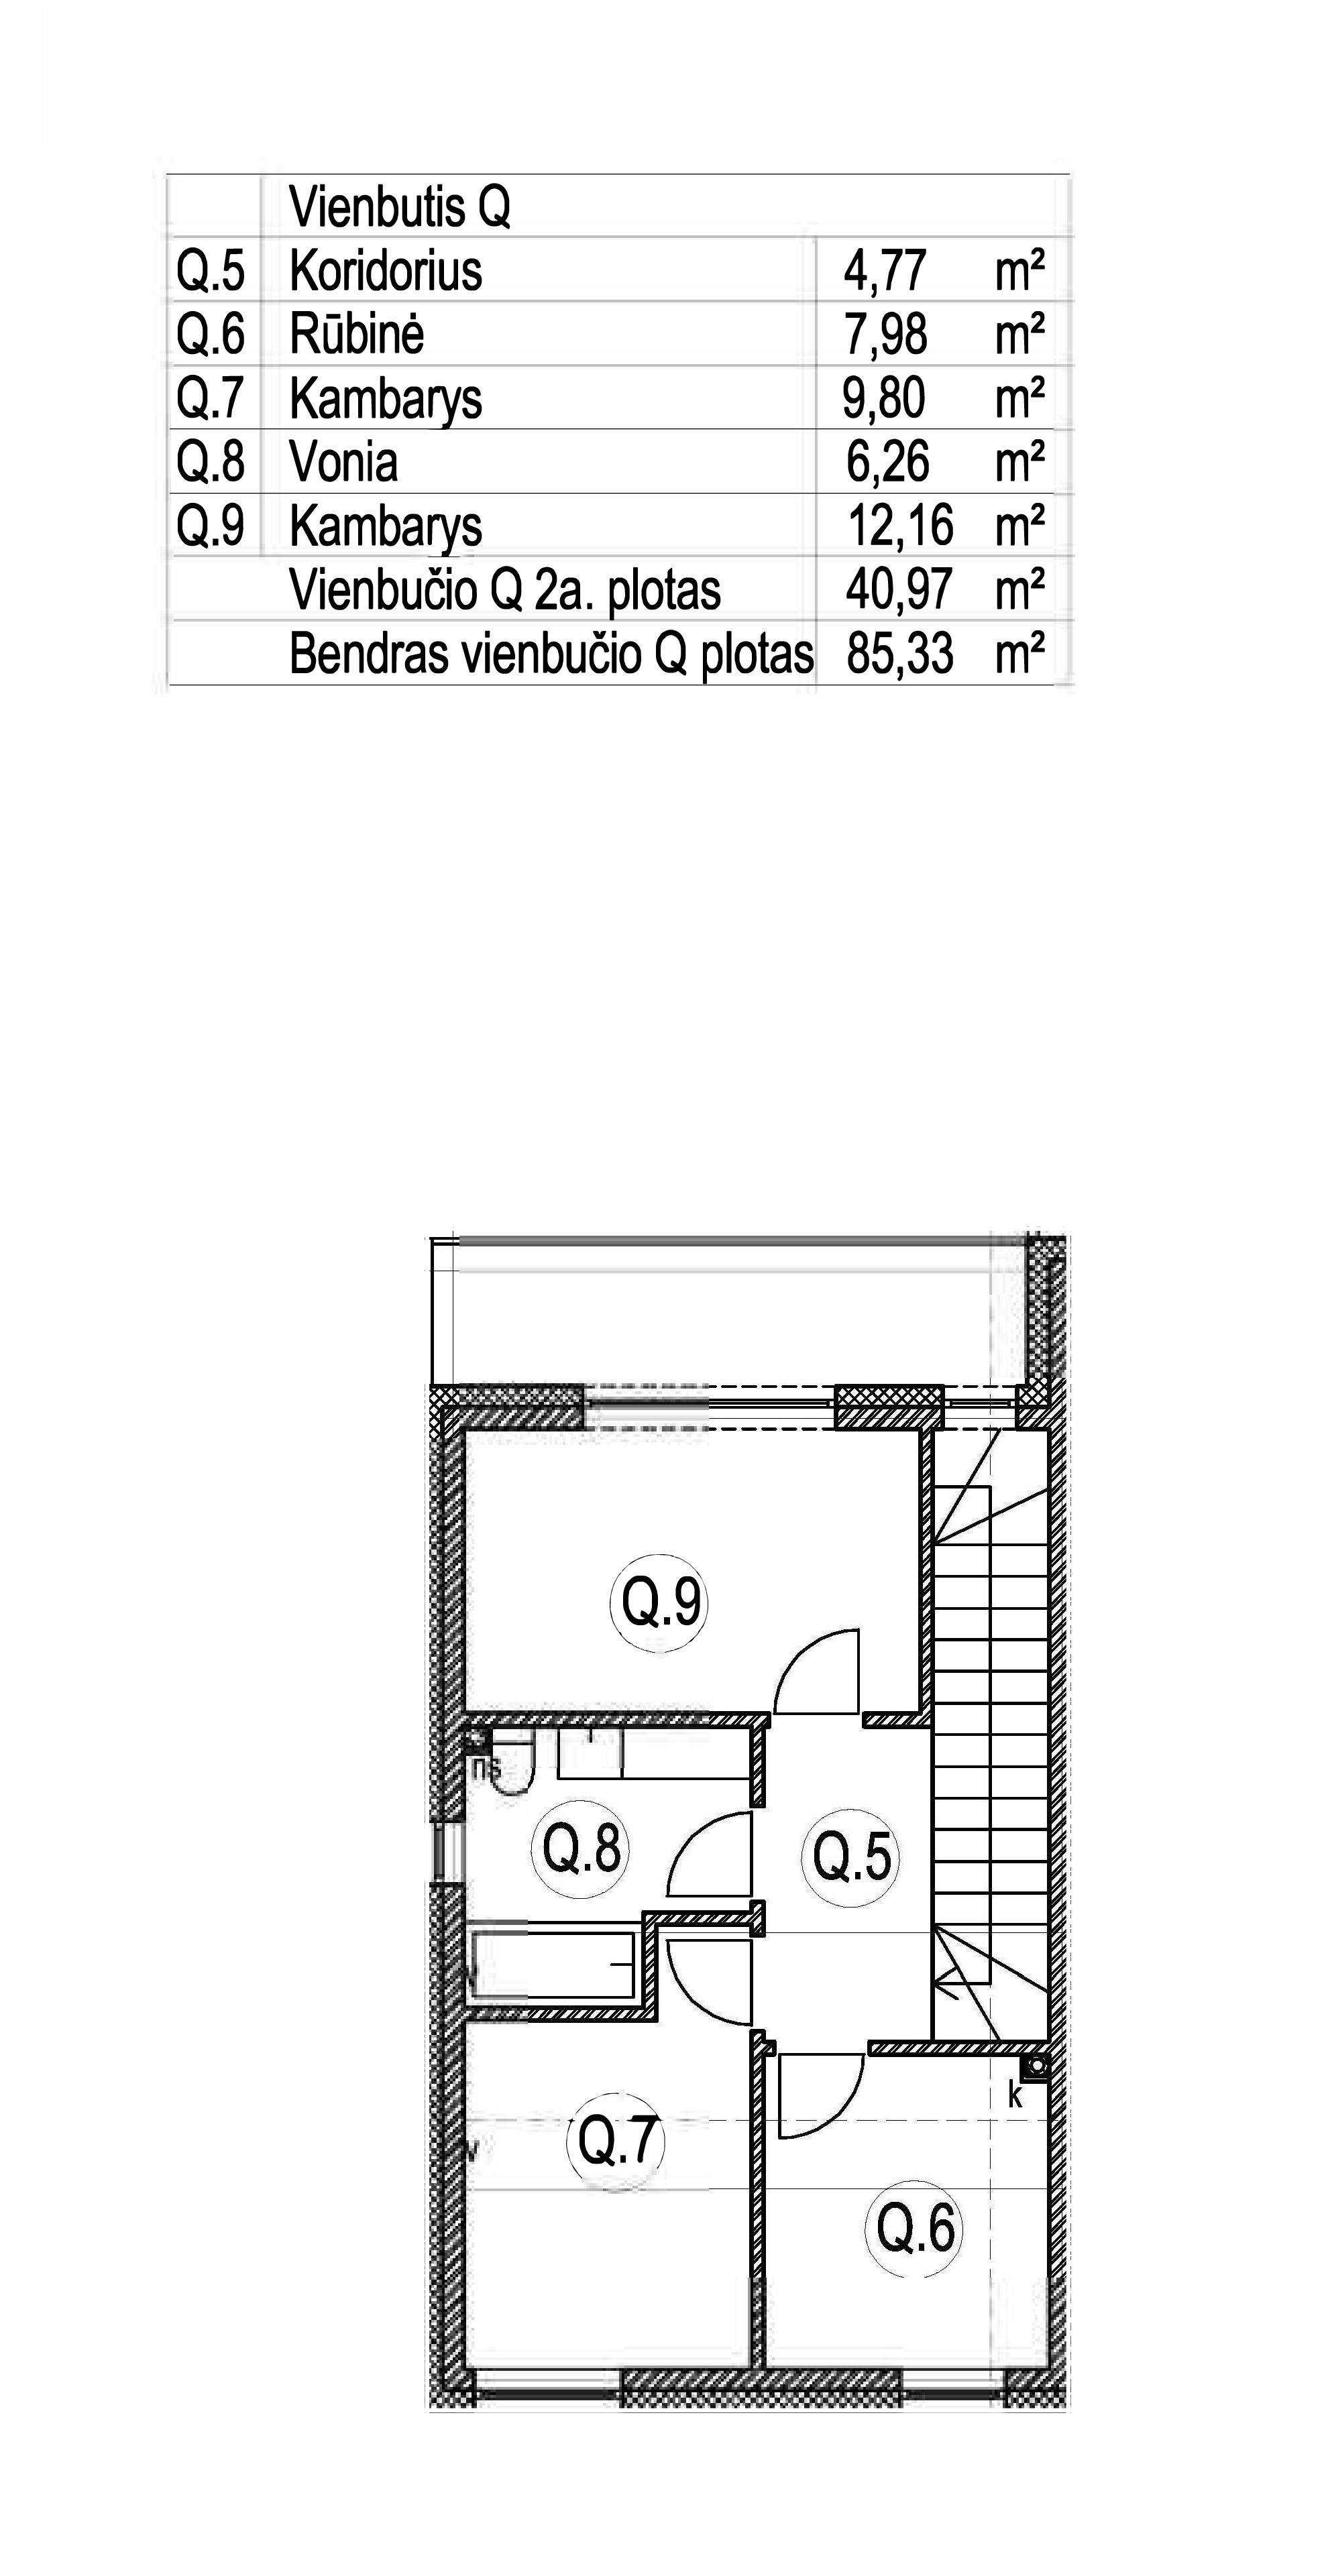 Vienbutis Q
Q.5 Koridorius 4,77 m²
Q.6 Rūbinė 7,98 m²
Q.7 Kambarys 9,80 m²
Q.8 Vonia 6,26 m²
Q.9 Kambarys 12,16 m²
Vienbučio Q 2a. plotas 40,97 m²
Bendras vienbučio Q plotas 85,33 m²
Q.9
ns
Q.8
Q.5
k
Q.7
v
Q.6